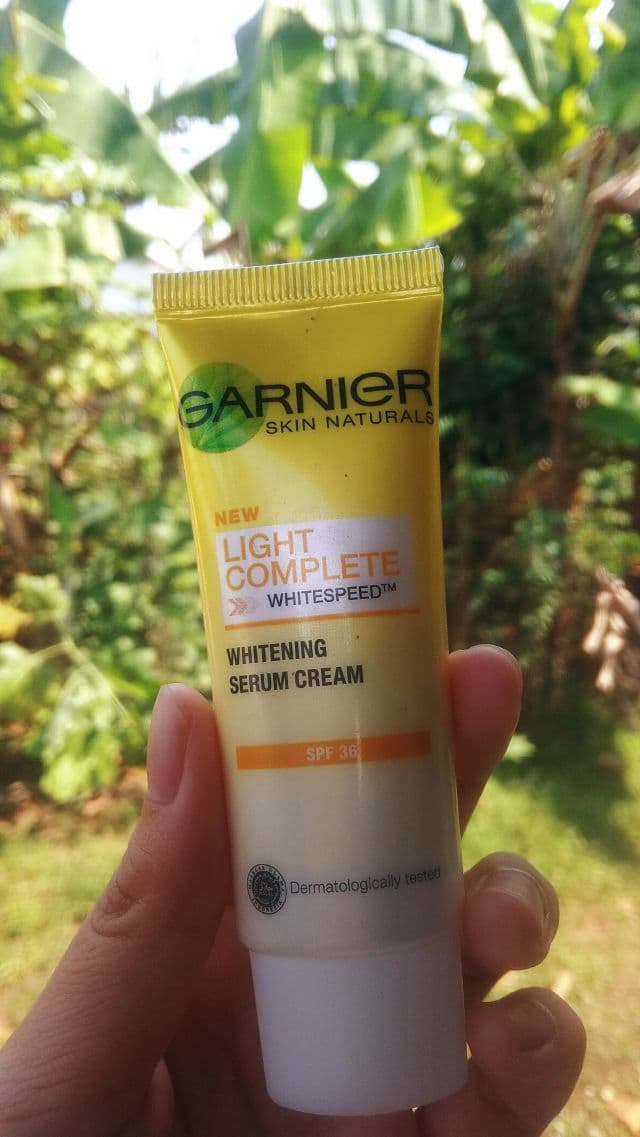 GARNIER
SKIN NATURALS
NEW
LIGHT
COMPLETE
WHITESPEED™
WHITENING
SERUM CREAM
SPF 36
Dermatologically tested